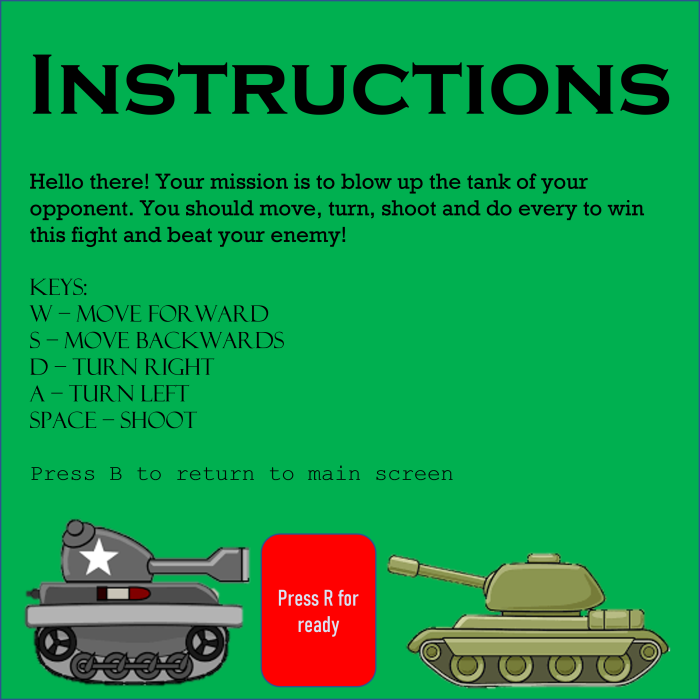 INSTRUCTIONS
Hello there! Your mission is to blow up the tank of your
opponent. You should move, turn, shoot and do every to win
this fight and beat your enemy!
KEYS:
W – MOVE FORWARD
S – MOVE BACKWARDS
D – TURN RIGHT
A – TURN LEFT
SPACE – SHOOT
Press B to return to main screen
Press R for
ready